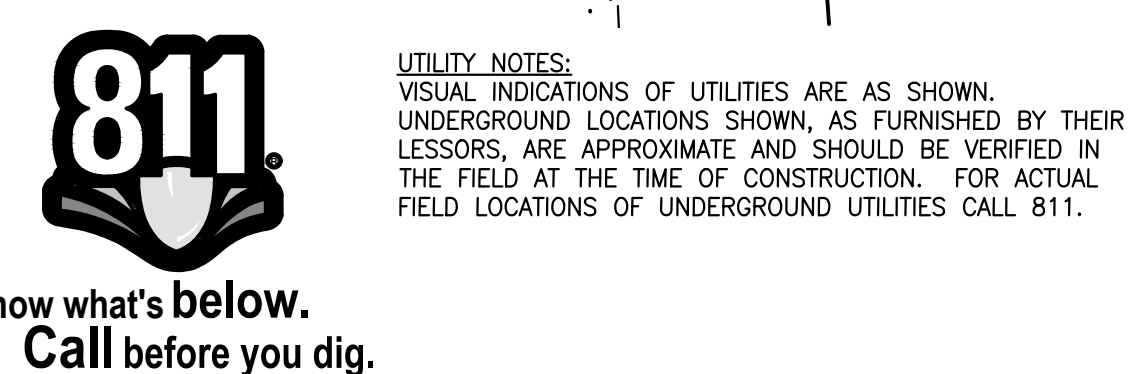 811®
now what's below.
Call before you dig.
UTILITY NOTES:
VISUAL INDICATIONS OF UTILITIES ARE AS SHOWN.
UNDERGROUND LOCATIONS SHOWN, AS FURNISHED BY THEIR
LESSORS, ARE APPROXIMATE AND SHOULD BE VERIFIED IN
THE FIELD AT THE TIME OF CONSTRUCTION.  FOR ACTUAL
FIELD LOCATIONS OF UNDERGROUND UTILITIES CALL 811.